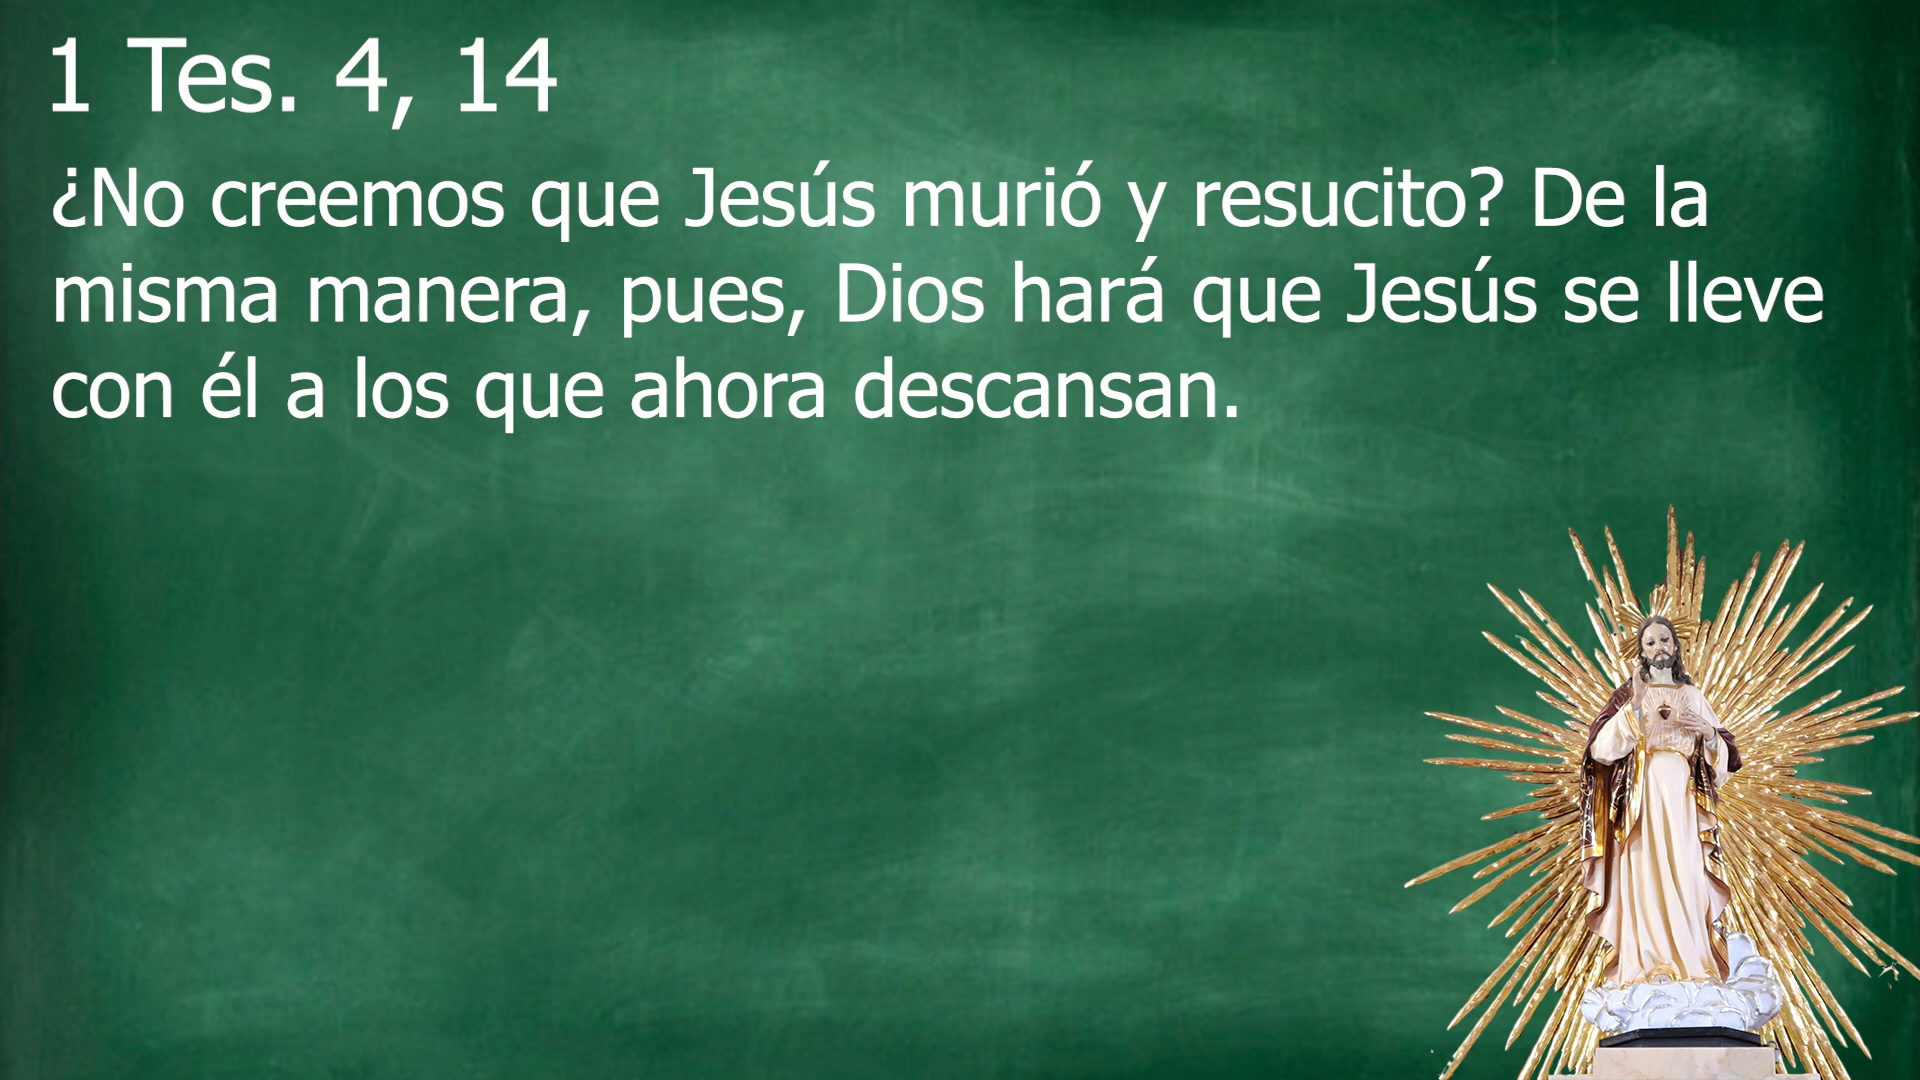 1 Tes. 4, 14
¿No creemos que Jesús murió y resucito? De la
misma manera, pues, Dios hará que Jesús se lleve
con él a los que ahora descansan.